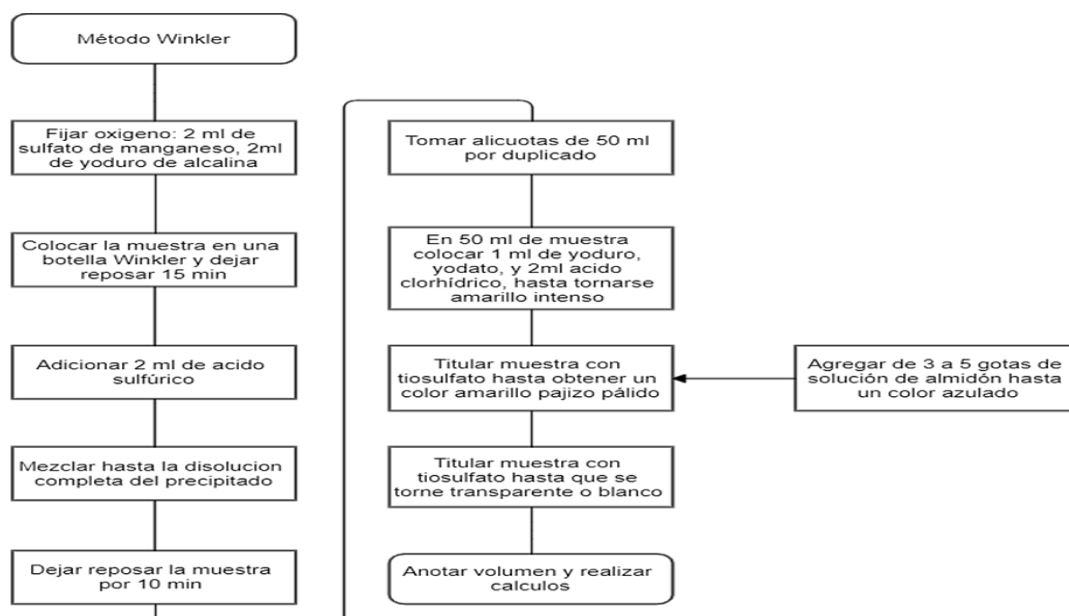 Método Winkler
Fijar oxigeno: 2 ml de
sulfato de manganeso, 2ml
de yoduro de alcalina
Colocar la muestra en una
botella Winkler y dejar
reposar 15 min
Adicionar 2 ml de acido
sulfúrico
Mezclar hasta la disolucion
completa del precipitado
Dejar reposar la muestra
por 10 min
Tomar alicuotas de 50 ml
por duplicado
En 50 ml de muestra
colocar 1 ml de yoduro,
yodato, y 2ml acido
clorhídrico, hasta tornarse
amarillo intenso
Titular muestra con
tiosulfato hasta obtener un
color amarillo pajizo pálido
Agregar de 3 a 5 gotas de
solución de almidón hasta
un color azulado
Titular muestra con
tiosulfato hasta que se
torne transparente o blanco
Anotar volumen y realizar
calculos